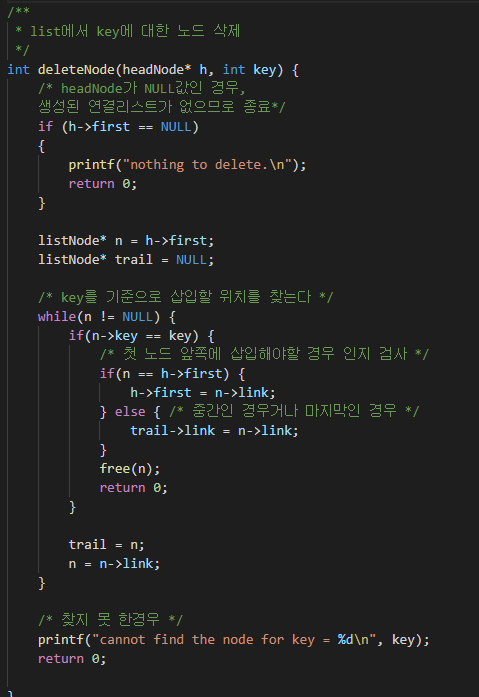 /**
 * list에서 key에 대한 노드 삭제
 */
int deleteNode(headNode* h, int key) {
    /* headNode가 NULL값인 경우,
    생성된 연결리스트가 없으므로 종료*/
    if (h->first == NULL)
    {
        printf("nothing to delete.\n");
        return 0;
    }

    listNode* n = h->first;
    listNode* trail = NULL;

    /* key를 기준으로 삽입할 위치를 찾는다 */
    while(n != NULL) {
        if(n->key == key) {
            /* 첫 노드 앞쪽에 삽입해야할 경우 인지 검사 */
            if(n == h->first) {
                h->first = n->link;
            } else { /* 중간인 경우거나 마지막인 경우 */
                trail->link = n->link;
            }
            free(n);
            return 0;
        }

        trail = n;
        n = n->link;
    }

    /* 찾지 못 한경우 */
    printf("cannot find the node for key = %d\n", key);
    return 0;

}